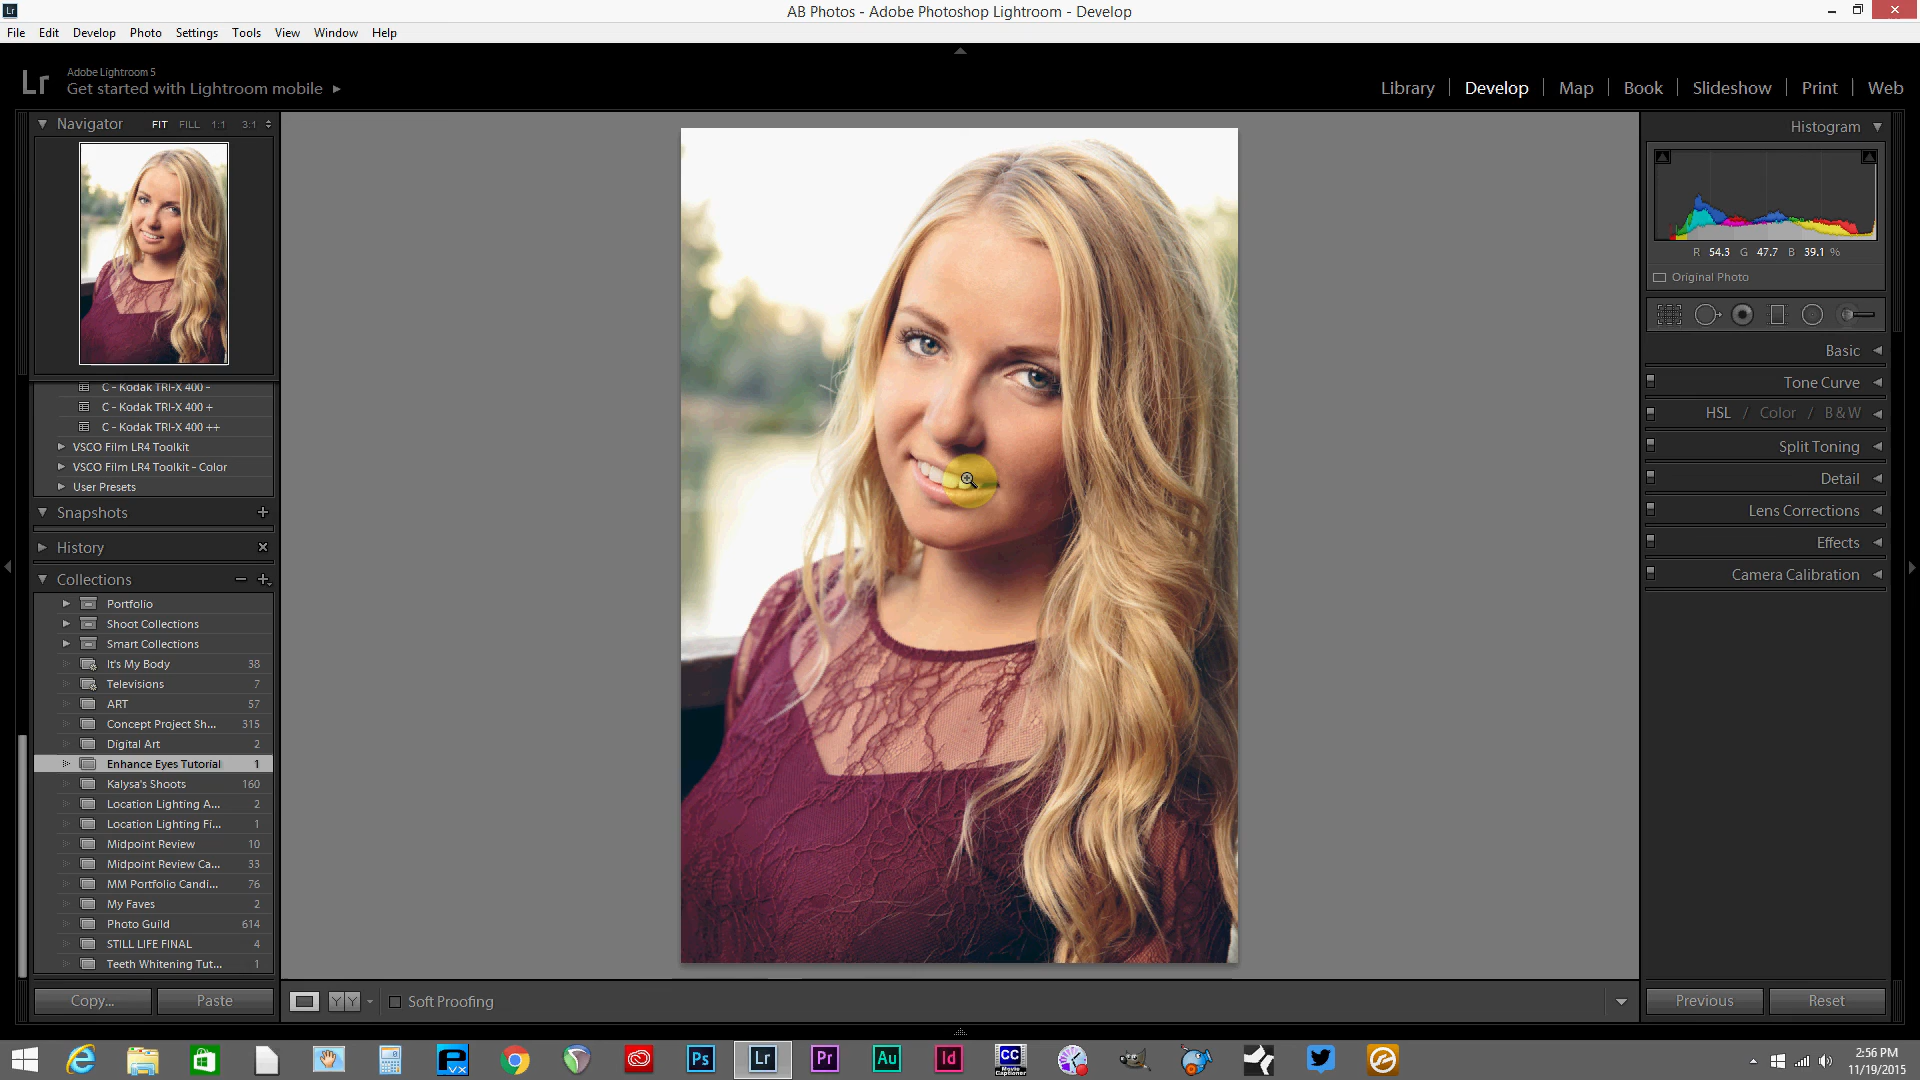 Lr
AB Photos - Adobe Photoshop Lightroom - Develop
File Edit Develop Photo Settings Tools View Window Help
Lr
Adobe Lightroom 5
Get started with Lightroom mobile
Library Develop Map Book Slideshow Print Web
Navigator FIT FILL 1:1 3:1
C - Kodak TRI-X 400 -
C - Kodak TRI-X 400 +
C - Kodak TRI-X 400 ++
VSCO Film LR4 Toolkit
VSCO Film LR4 Toolkit - Color
User Presets
Snapshots
History
Collections
Portfolio
Shoot Collections
Smart Collections
It's My Body 38
Televisions 7
ART 57
Concept Project Sh... 315
Digital Art 2
Enhance Eyes Tutorial 1
Kalysa's Shoots 160
Location Lighting A... 2
Location Lighting Fi... 1
Midpoint Review 10
Midpoint Review Ca... 33
MM Portfolio Candi... 76
My Faves 2
Photo Guild 614
STILL LIFE FINAL 4
Teeth Whitening Tut... 1
Copy... Paste
YY Soft Proofing
Histogram
R 54.3 G 47.7 B 39.1 %
Original Photo
Basic
Tone Curve
HSL / Color / B & W
Split Toning
Detail
Lens Corrections
Effects
Camera Calibration
Previous Reset
P VX
Ps Lr Pr Au Id
CC
Movie
Captioner
2:56 PM
11/19/2015